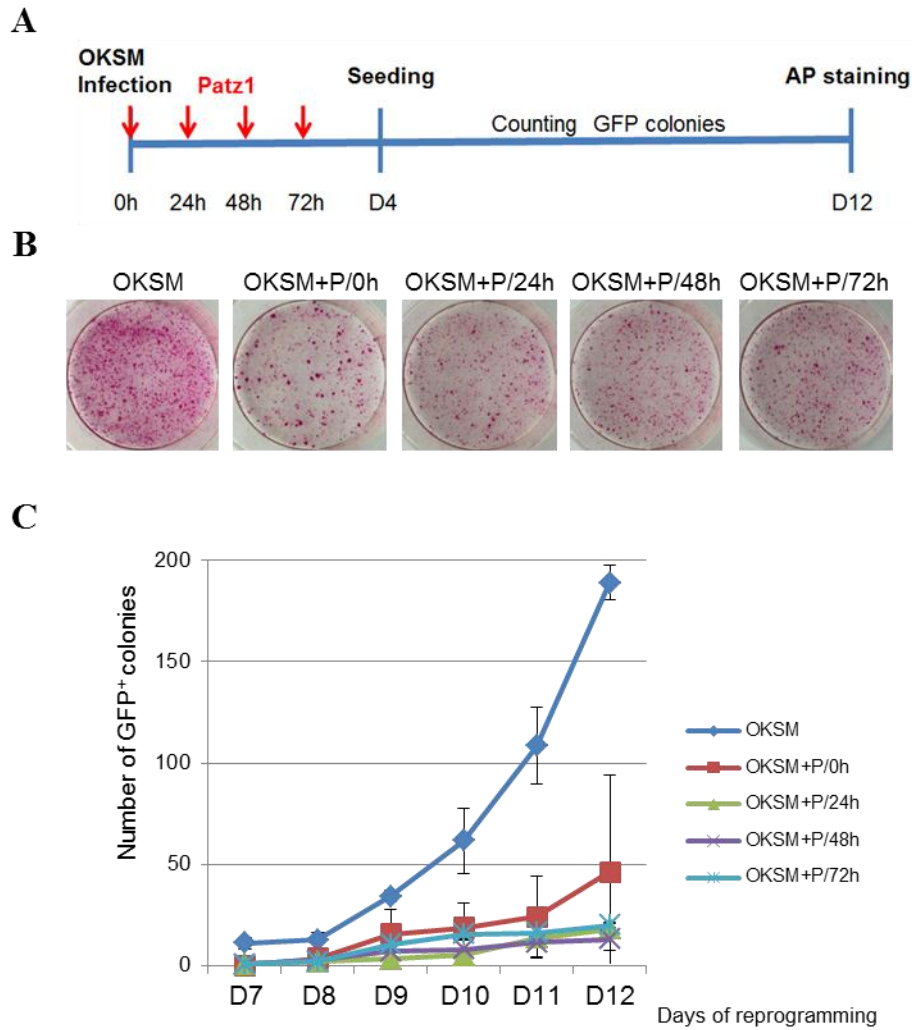 A
OKSM
Infection
Patz1
Seeding
AP staining
Counting GFP colonies
0h 24h 48h 72h D4 D12
B
OKSM OKSM+P/0h OKSM+P/24h OKSM+P/48h OKSM+P/72h
C
Number of GFP+ colonies
200
150
100
50
0
D7 D8 D9 D10 D11 D12
Days of reprogramming
OKSM
OKSM+P/0h
OKSM+P/24h
OKSM+P/48h
OKSM+P/72h